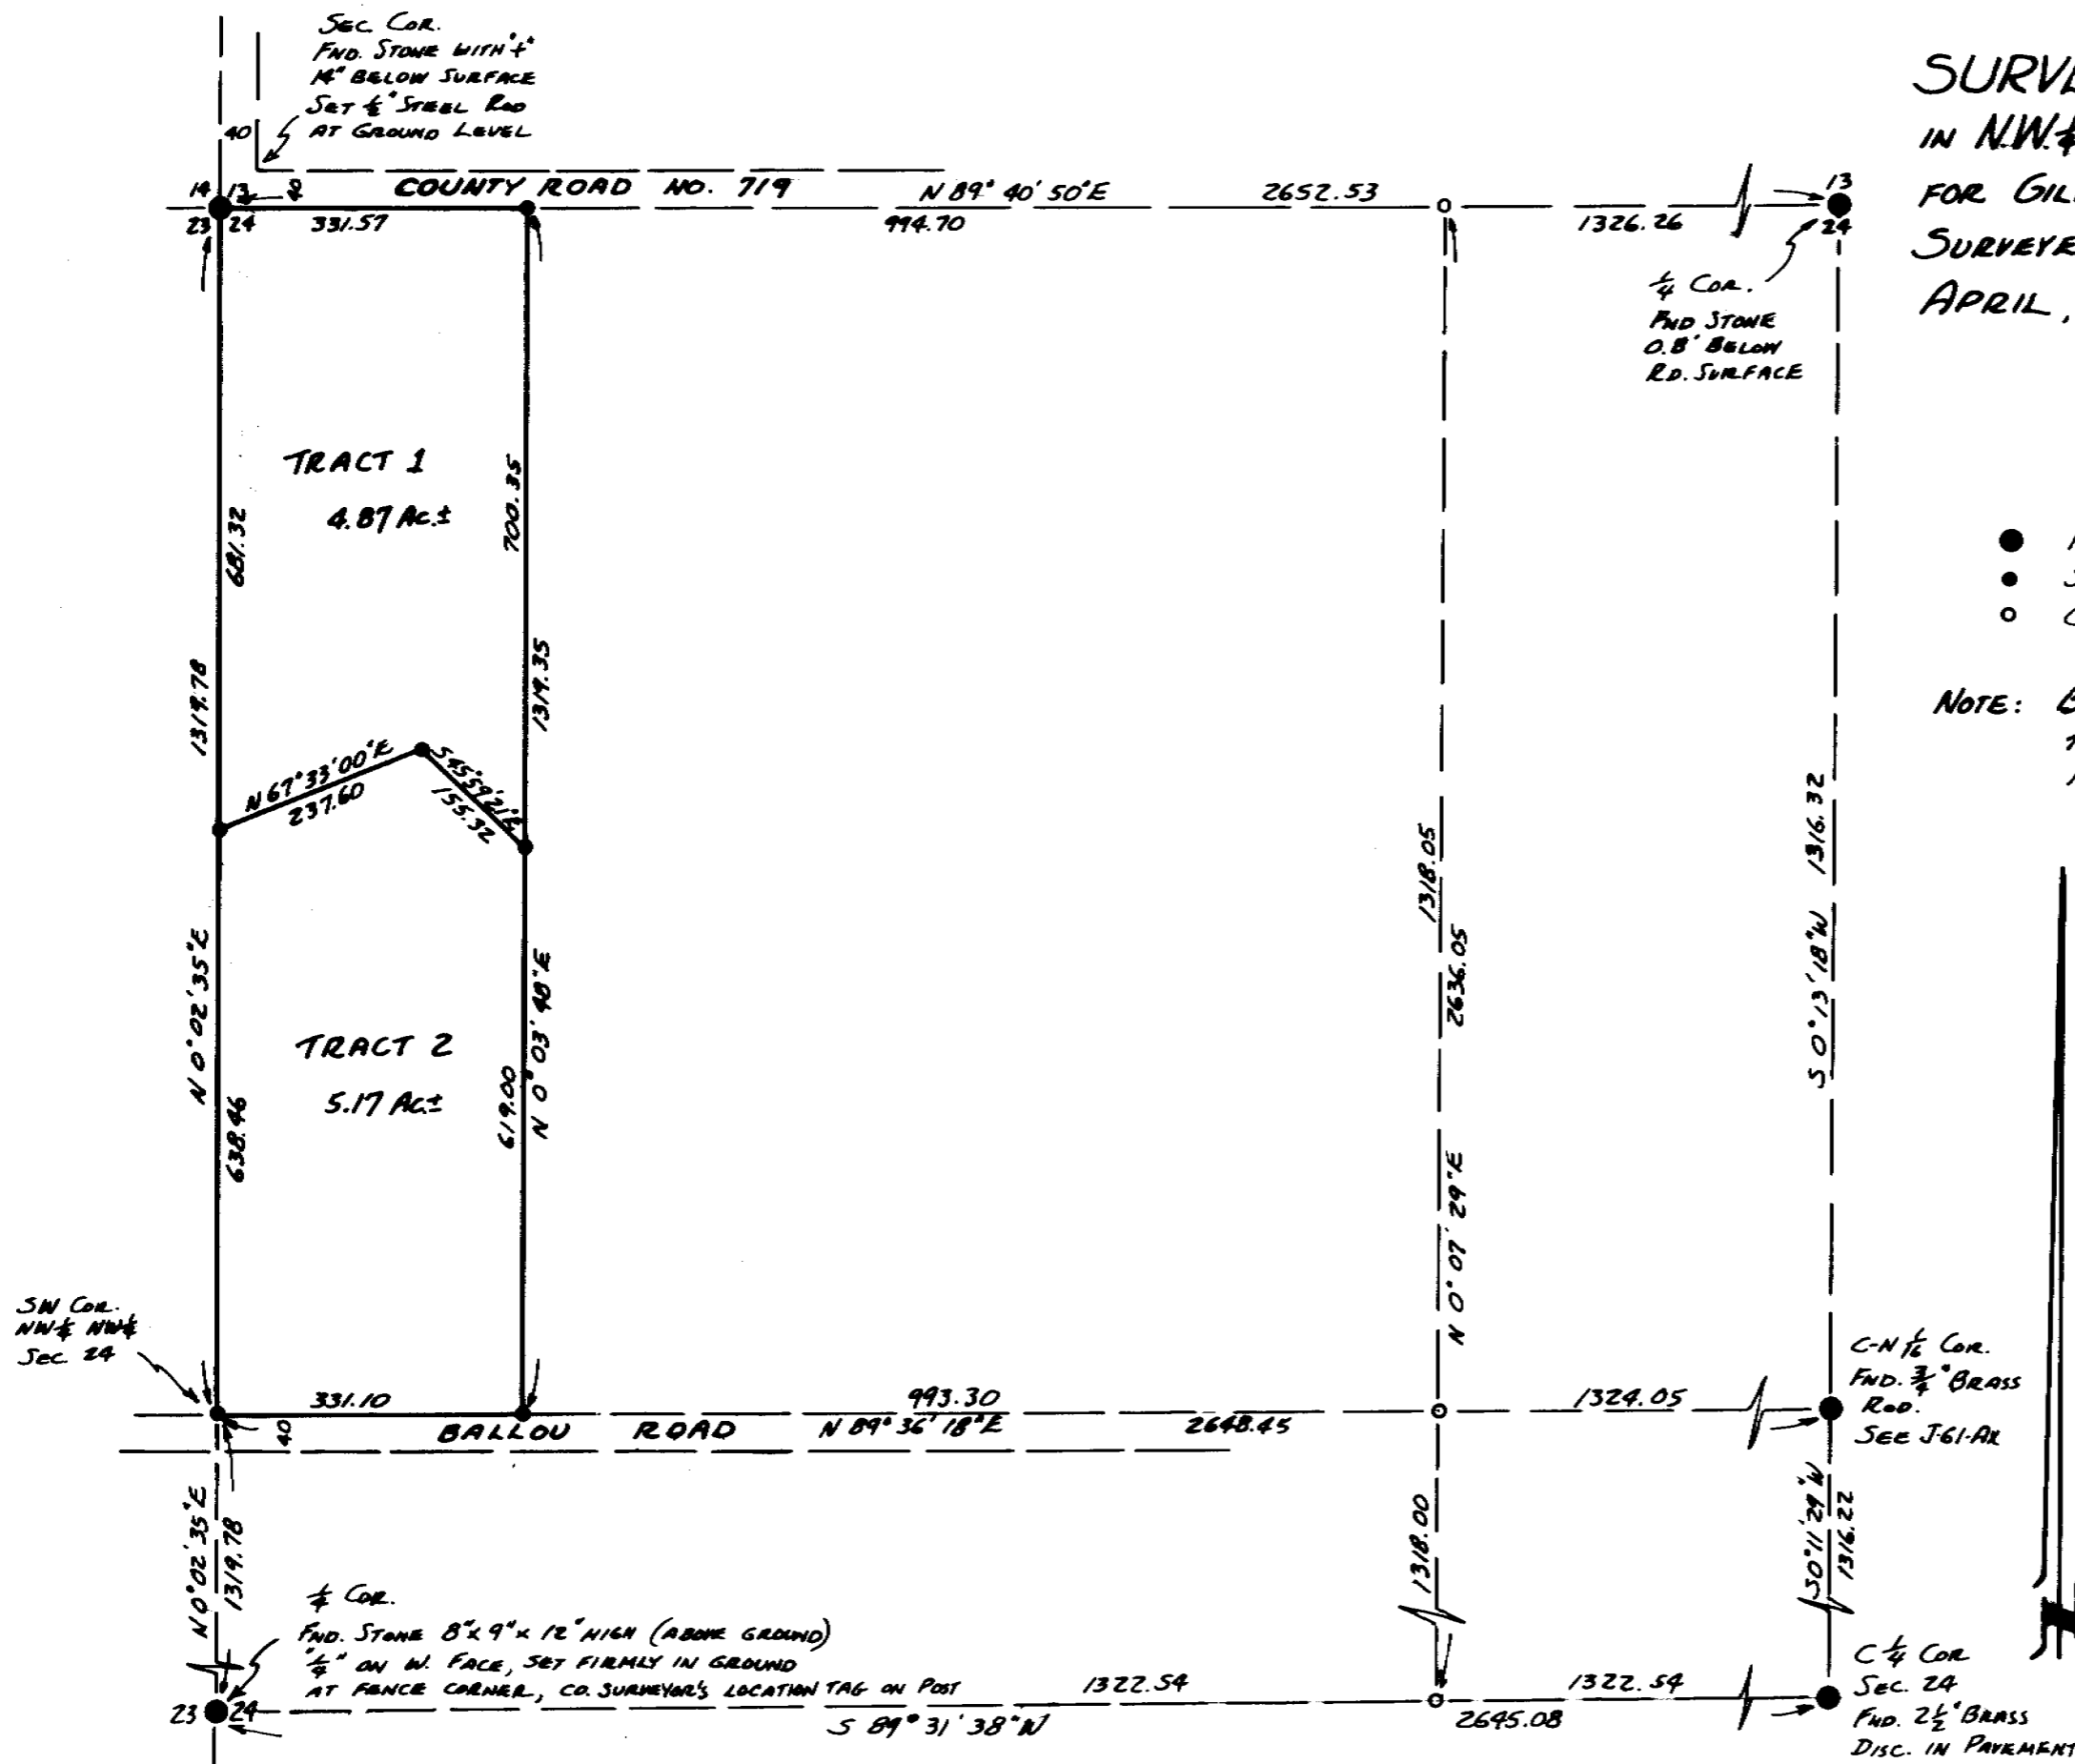 SEC. COR.
FND. STONE WITH "+"
14" BELOW SURFACE
SET ½" STEEL ROD
AT GROUND LEVEL
40
SURVE
IN N.W.¼
FOR GIL
SURVEYE
APRIL,
14 13
40
COUNTY ROAD NO. 719
N 89° 40' 50" E
2652.53
13
23 24
331.57
994.70
1326.26
24
¼ COR.
FND STONE
0.8' BELOW
RD. SURFACE
TRACT 1
4.87 AC.±
681.32
700.35
1319.78
1319.35
NOTE:
N 67° 33' 00" E
237.60
S 45° 59' 21" E
155.32
1318.05
2636.05
1316.32
S 0° 13' 18" W
N 0° 02' 35" E
N 0° 03' 48" E
TRACT 2
5.17 AC.±
638.46
619.00
N 0° 07' 29" E
SW COR.
NW¼ NW¼
SEC. 24
331.10
993.30
1324.05
C-N 1/16 COR.
FND. ¾" BRASS
ROD.
SEE J-61-AX
40
BALLOU ROAD
N 89° 36' 18" E
2648.45
N 0° 02' 35" E
1319.78
1318.00
S 0° 11' 29" W
1316.22
¼ COR.
FND. STONE 8" x 9" x 12" HIGH (ABOVE GROUND)
"¼" ON W. FACE, SET FIRMLY IN GROUND
AT FENCE CORNER, CO. SURVEYOR'S LOCATION TAG ON POST
23 24
1322.54
1322.54
S 89° 31' 38" W
2645.08
C ¼ COR
SEC. 24
FND. 2½" BRASS
DISC. IN PAVEMENT